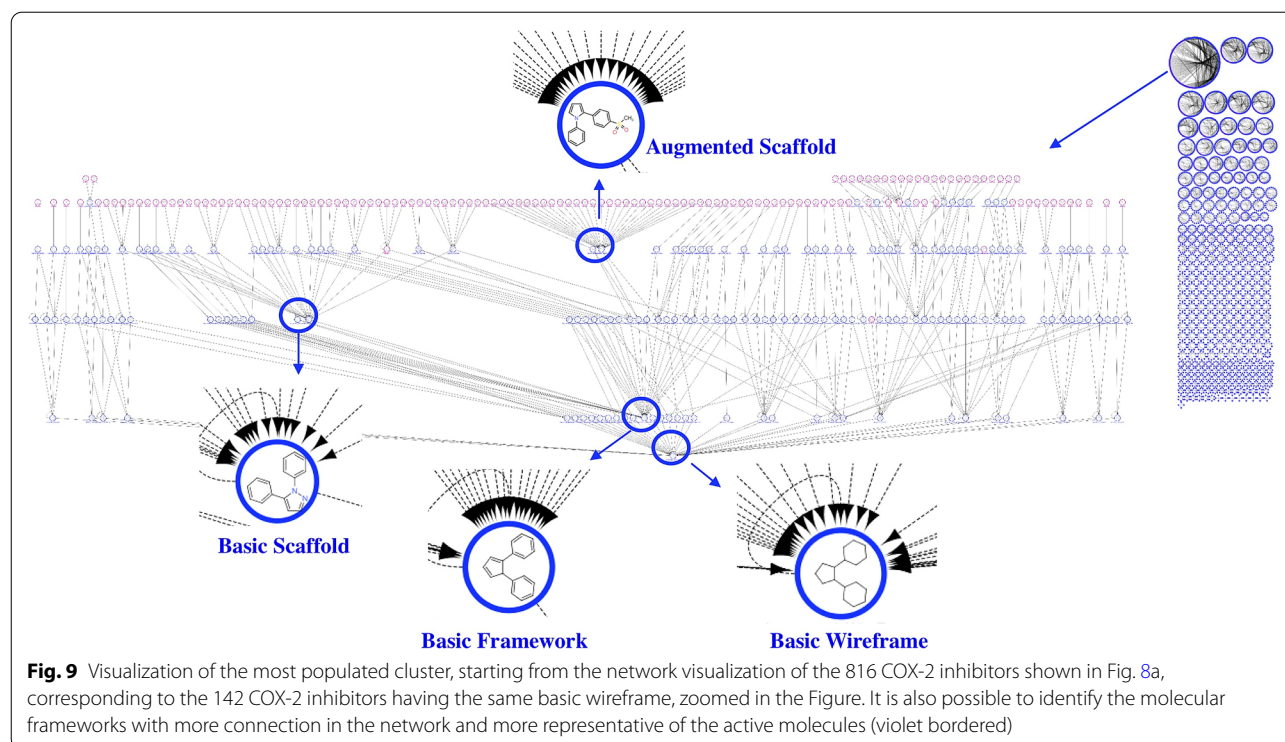 N
S
O
O
CH₃
Augmented Scaffold
N
N
Basic Scaffold
Basic Framework
Basic Wireframe
Fig. 9 Visualization of the most populated cluster, starting from the network visualization of the 816 COX-2 inhibitors shown in Fig. 8a,
corresponding to the 142 COX-2 inhibitors having the same basic wireframe, zoomed in the Figure. It is also possible to identify the molecular
frameworks with more connection in the network and more representative of the active molecules (violet bordered)